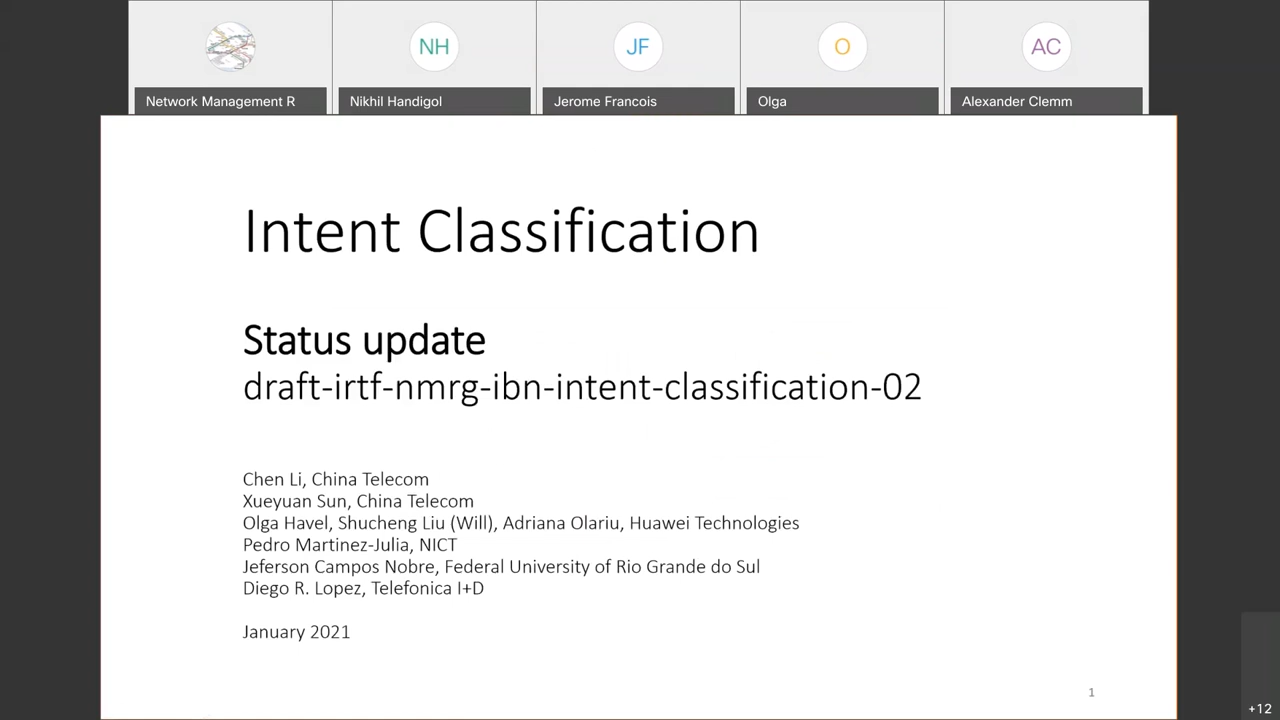 NH
JF
O
AC
Network Management R
Nikhil Handigol
Jerome Francois
Olga
Alexander Clemm
Intent Classification
Status update
draft-irtf-nmrg-ibn-intent-classification-02
Chen Li, China Telecom
Xueyuan Sun, China Telecom
Olga Havel, Shucheng Liu (Will), Adriana Olariu, Huawei Technologies
Pedro Martinez-Julia, NICT
Jeferson Campos Nobre, Federal University of Rio Grande do Sul
Diego R. Lopez, Telefonica I+D
January 2021
1
+12